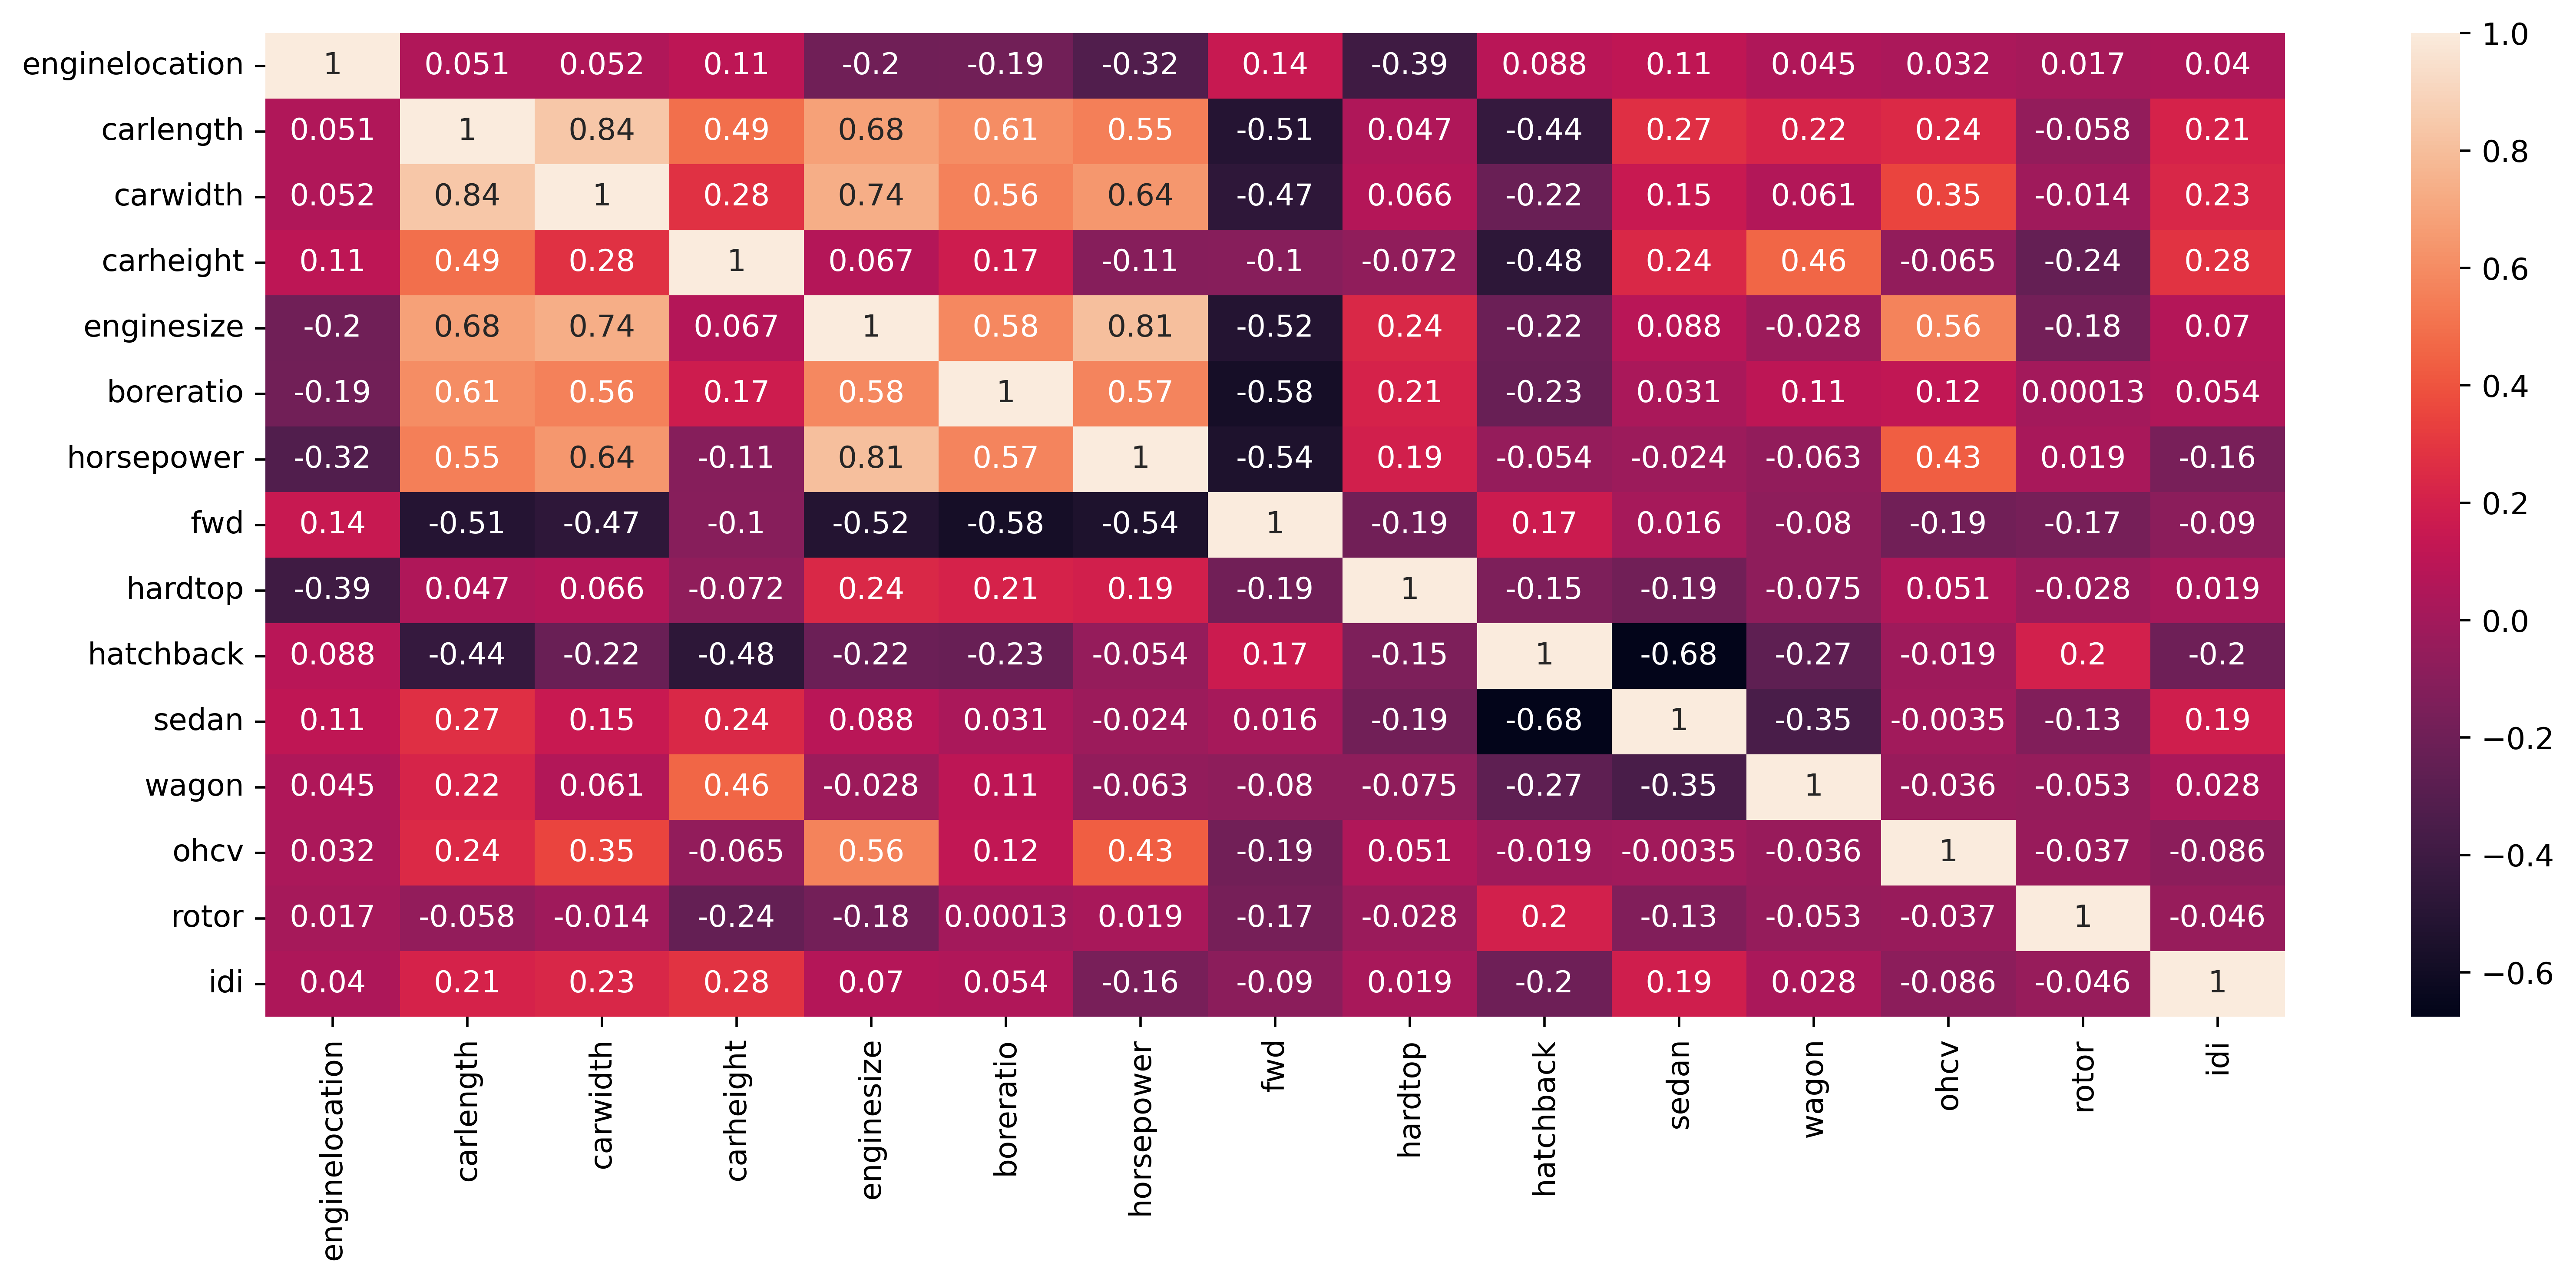 enginelocation 1 0.051 0.052 0.11 -0.2 -0.19 -0.32 0.14 -0.39 0.088 0.11 0.045 0.032 0.017 0.04
carlength 0.051 1 0.84 0.49 0.68 0.61 0.55 -0.51 0.047 -0.44 0.27 0.22 0.24 -0.058 0.21
carwidth 0.052 0.84 1 0.28 0.74 0.56 0.64 -0.47 0.066 -0.22 0.15 0.061 0.35 -0.014 0.23
carheight 0.11 0.49 0.28 1 0.067 0.17 -0.11 -0.1 -0.072 -0.48 0.24 0.46 -0.065 -0.24 0.28
enginesize -0.2 0.68 0.74 0.067 1 0.58 0.81 -0.52 0.24 -0.22 0.088 -0.028 0.56 -0.18 0.07
boreratio -0.19 0.61 0.56 0.17 0.58 1 0.57 -0.58 0.21 -0.23 0.031 0.11 0.12 0.00013 0.054
horsepower -0.32 0.55 0.64 -0.11 0.81 0.57 1 -0.54 0.19 -0.054 -0.024 -0.063 0.43 0.019 -0.16
fwd 0.14 -0.51 -0.47 -0.1 -0.52 -0.58 -0.54 1 -0.19 0.17 0.016 -0.08 -0.19 -0.17 -0.09
hardtop -0.39 0.047 0.066 -0.072 0.24 0.21 0.19 -0.19 1 -0.15 -0.19 -0.075 0.051 -0.028 0.019
hatchback 0.088 -0.44 -0.22 -0.48 -0.22 -0.23 -0.054 0.17 -0.15 1 -0.68 -0.27 -0.019 0.2 -0.2
sedan 0.11 0.27 0.15 0.24 0.088 0.031 -0.024 0.016 -0.19 -0.68 1 -0.35 -0.0035 -0.13 0.19
wagon 0.045 0.22 0.061 0.46 -0.028 0.11 -0.063 -0.08 -0.075 -0.27 -0.35 1 -0.036 -0.053 0.028
ohcv 0.032 0.24 0.35 -0.065 0.56 0.12 0.43 -0.19 0.051 -0.019 -0.0035 -0.036 1 -0.037 -0.086
rotor 0.017 -0.058 -0.014 -0.24 -0.18 0.00013 0.019 -0.17 -0.028 0.2 -0.13 -0.053 -0.037 1 -0.046
idi 0.04 0.21 0.23 0.28 0.07 0.054 -0.16 -0.09 0.019 -0.2 0.19 0.028 -0.086 -0.046 1
enginelocation
carlength
carwidth
carheight
enginesize
boreratio
horsepower
fwd
hardtop
hatchback
sedan
wagon
ohcv
rotor
idi
1.0
0.8
0.6
0.4
0.2
0.0
−0.2
−0.4
−0.6